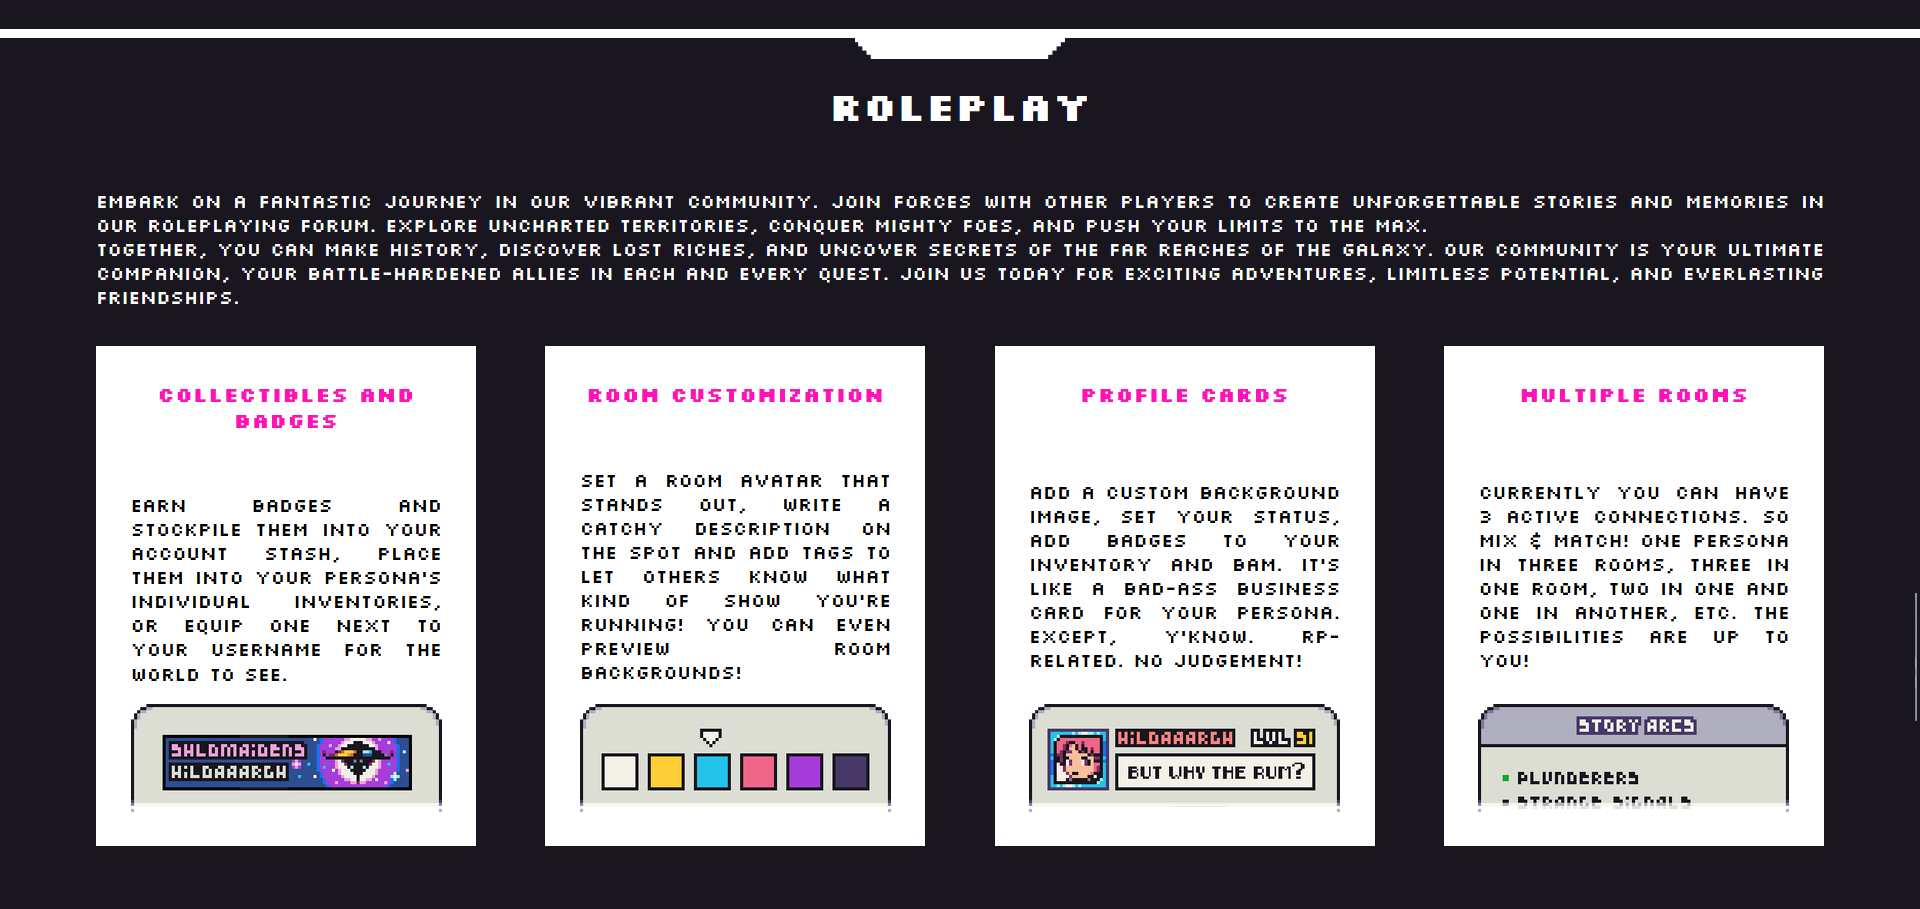 ROLEPLAY
EMBARK ON A FANTASTIC JOURNEY IN OUR VIBRANT COMMUNITY. JOIN FORCES WITH OTHER PLAYERS TO CREATE UNFORGETTABLE STORIES AND MEMORIES IN
OUR ROLEPLAYING FORUM. EXPLORE UNCHARTED TERRITORIES, CONQUER MIGHTY FOES, AND PUSH YOUR LIMITS TO THE MAX.
TOGETHER, YOU CAN MAKE HISTORY, DISCOVER LOST RICHES, AND UNCOVER SECRETS OF THE FAR REACHES OF THE GALAXY. OUR COMMUNITY IS YOUR ULTIMATE
COMPANION, YOUR BATTLE-HARDENED ALLIES IN EACH AND EVERY QUEST. JOIN US TODAY FOR EXCITING ADVENTURES, LIMITLESS POTENTIAL, AND EVERLASTING
FRIENDSHIPS.
COLLECTIBLES AND
BADGES
EARN BADGES AND
STOCKPILE THEM INTO YOUR
ACCOUNT STASH, PLACE
THEM INTO YOUR PERSONA'S
INDIVIDUAL INVENTORIES,
OR EQUIP ONE NEXT TO
YOUR USERNAME FOR THE
WORLD TO SEE.
SHLDMAiDENS
HiLDAAARGH
ROOM CUSTOMIZATION
SET A ROOM AVATAR THAT
STANDS OUT, WRITE A
CATCHY DESCRIPTION ON
THE SPOT AND ADD TAGS TO
LET OTHERS KNOW WHAT
KIND OF SHOW YOU'RE
RUNNING! YOU CAN EVEN
PREVIEW ROOM
BACKGROUNDS!
PROFILE CARDS
ADD A CUSTOM BACKGROUND
IMAGE, SET YOUR STATUS,
ADD BADGES TO YOUR
INVENTORY AND BAM. IT'S
LIKE A BAD-ASS BUSINESS
CARD FOR YOUR PERSONA.
EXCEPT, Y'KNOW. RP-
RELATED. NO JUDGEMENT!
HiLDAAARGH LVL 51
BUT WHY THE RUM?
MULTIPLE ROOMS
CURRENTLY YOU CAN HAVE
3 ACTIVE CONNECTIONS. SO
MIX & MATCH! ONE PERSONA
IN THREE ROOMS, THREE IN
ONE ROOM, TWO IN ONE AND
ONE IN ANOTHER, ETC. THE
POSSIBILITIES ARE UP TO
YOU!
STORY ARCS
PLUNDERERS
STRANGE SiGNALS